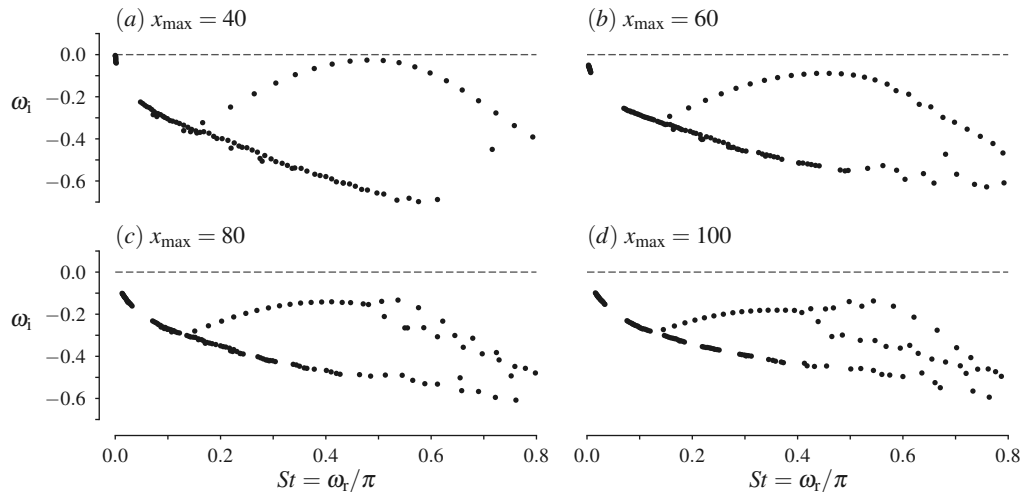 (a) x_max = 40
(b) x_max = 60
0.0
−0.2
ω_i
−0.4
−0.6
(c) x_max = 80
(d) x_max = 100
0.0
−0.2
ω_i
−0.4
−0.6
0.0 0.2 0.4 0.6 0.8
0.0 0.2 0.4 0.6 0.8
St = ω_r/π
St = ω_r/π